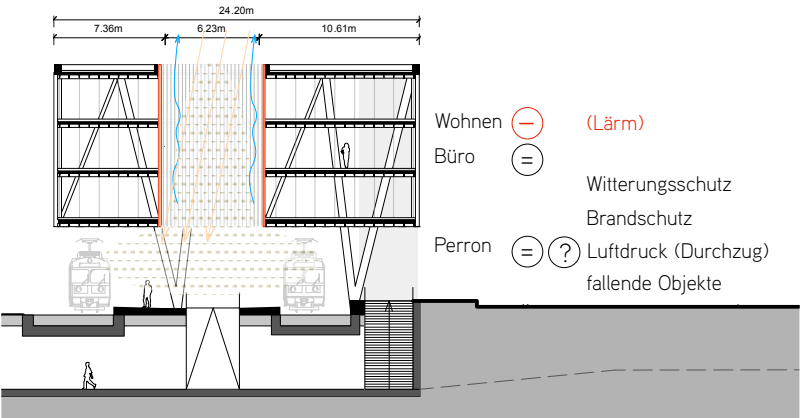 24.20m
7.36m 6.23m 10.61m
Wohnen − (Lärm)
Büro =
Witterungsschutz
Brandschutz
Perron = ? Luftdruck (Durchzug)
fallende Objekte